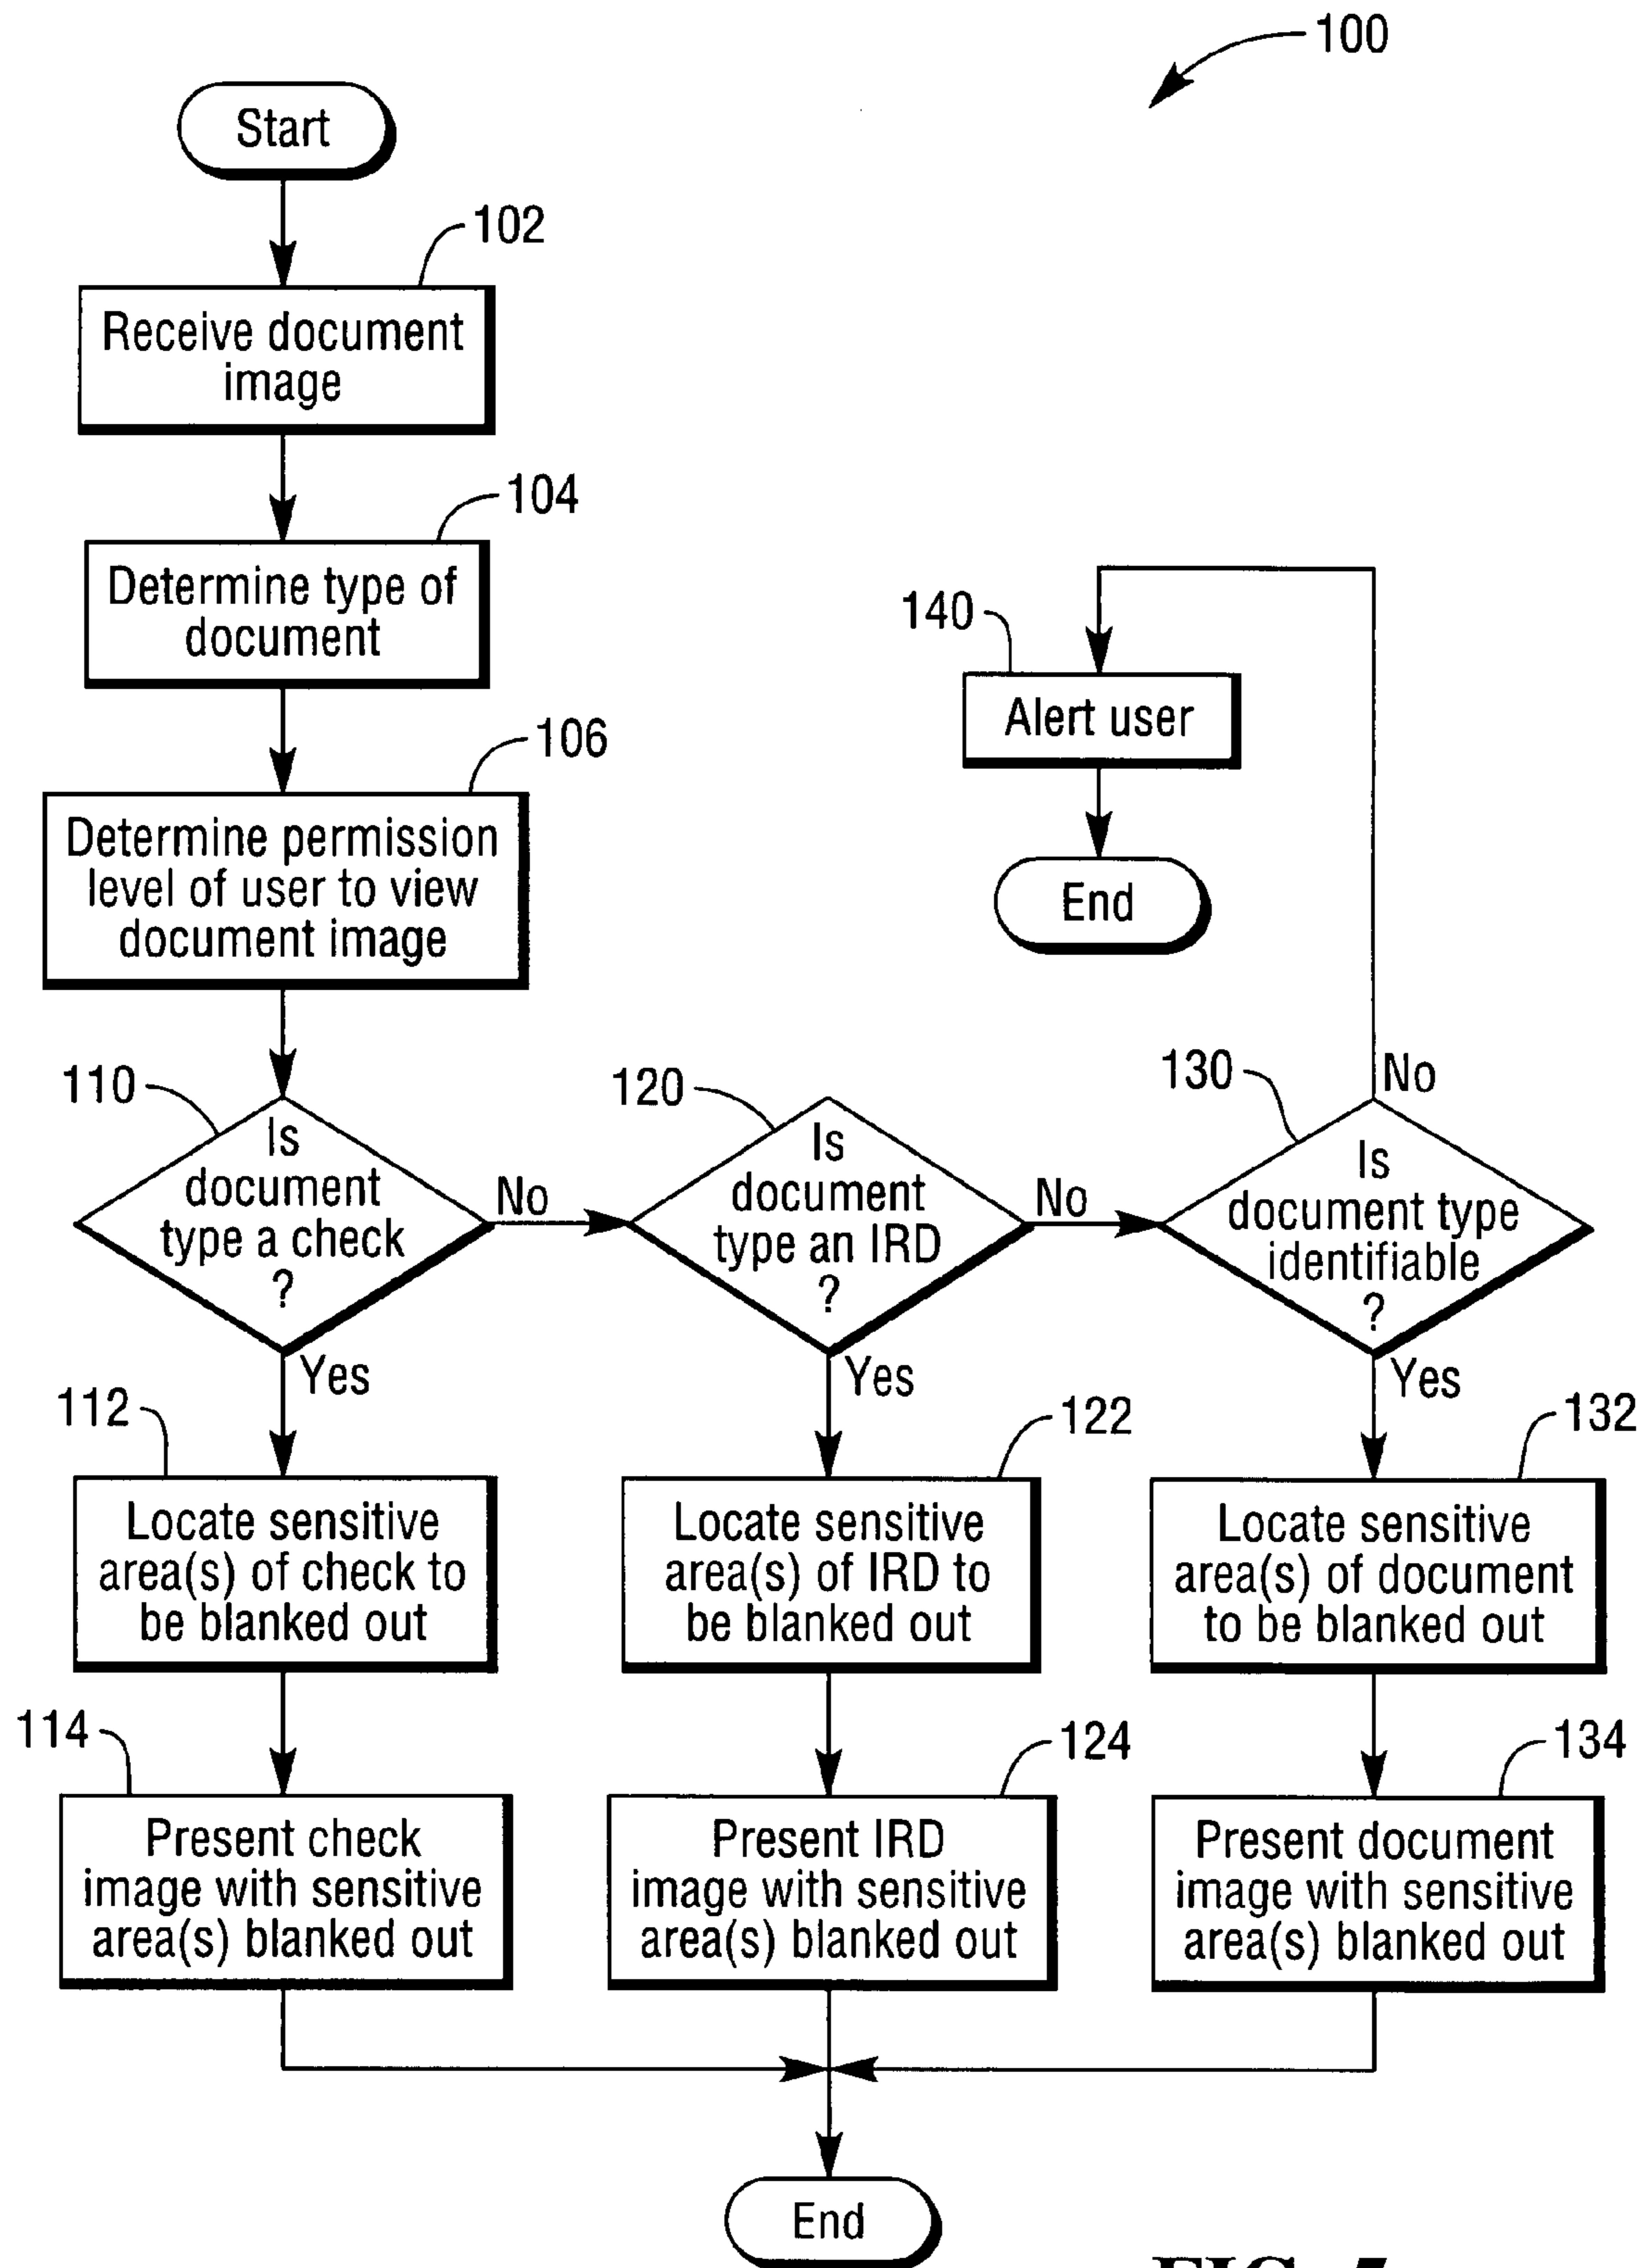 100
Start
102
Receive document
image
104
Determine type of
document
106
Determine permission
level of user to view
document image
140
Alert user
End
110
Is
document
type a check
?
No
Yes
120
Is
document
type an IRD
?
No
Yes
130
Is
document type
identifiable
?
No
Yes
112
Locate sensitive
area(s) of check to
be blanked out
122
Locate sensitive
area(s) of IRD to
be blanked out
132
Locate sensitive
area(s) of document
to be blanked out
114
Present check
image with sensitive
area(s) blanked out
124
Present IRD
image with sensitive
area(s) blanked out
134
Present document
image with sensitive
area(s) blanked out
End